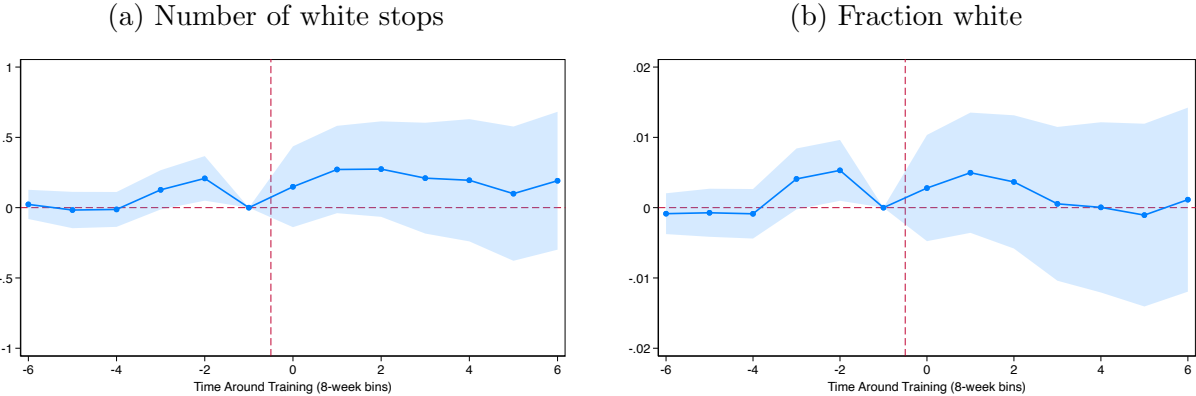 (a) Number of white stops
1
.5
0
-.5
-1
-6 -4 -2 0 2 4 6
Time Around Training (8-week bins)
(b) Fraction white
.02
.01
0
-.01
-.02
-6 -4 -2 0 2 4 6
Time Around Training (8-week bins)